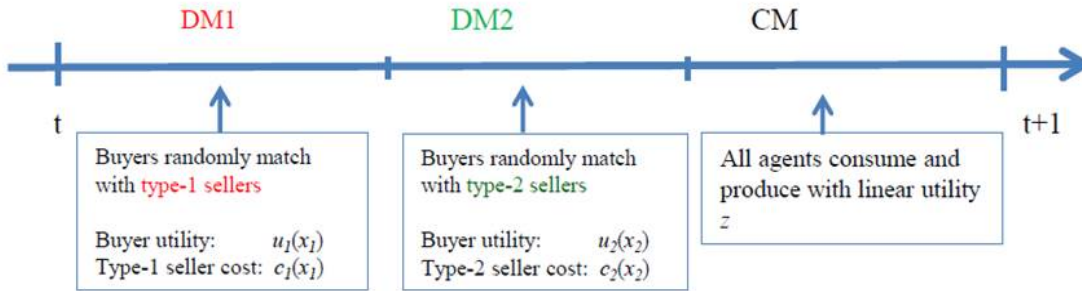 DM1
DM2
CM
t
t+1
Buyers randomly match
with type-1 sellers
Buyer utility: u₁(x₁)
Type-1 seller cost: c₁(x₁)
Buyers randomly match
with type-2 sellers
Buyer utility: u₂(x₂)
Type-2 seller cost: c₂(x₂)
All agents consume and
produce with linear utility
z